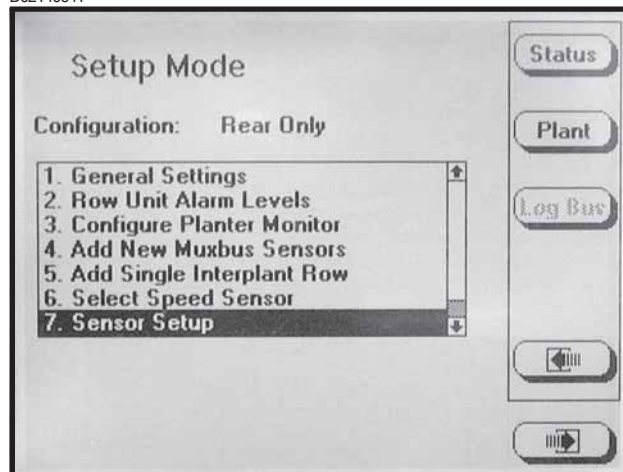 Setup Mode
Configuration: Rear Only
1. General Settings
2. Row Unit Alarm Levels
3. Configure Planter Monitor
4. Add New Muxbus Sensors
5. Add Single Interplant Row
6. Select Speed Sensor
7. Sensor Setup
Status
Plant
Log Bus